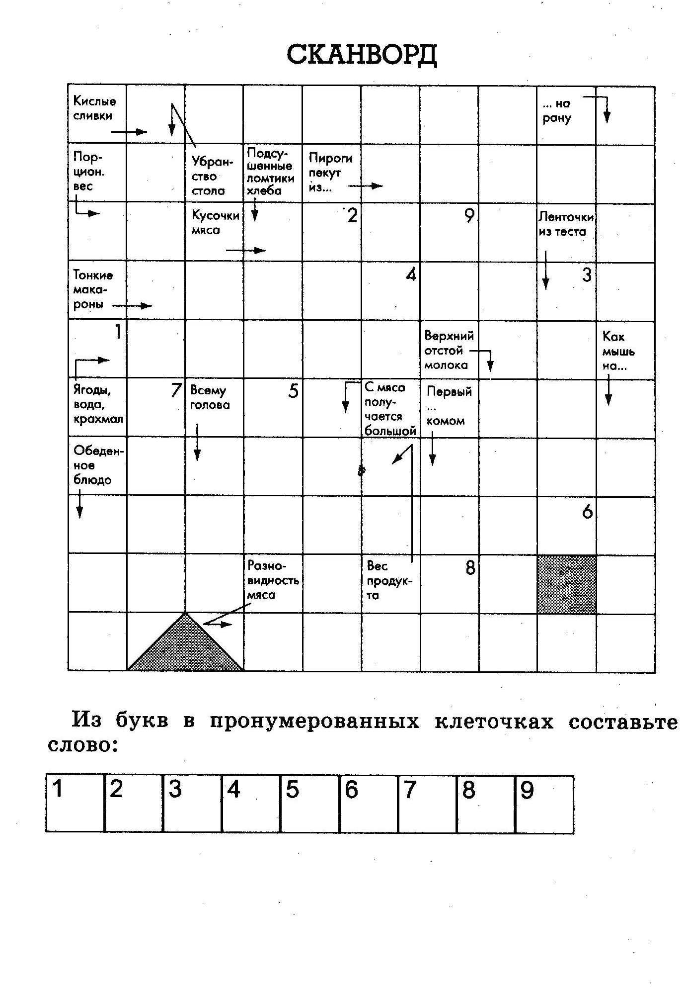 СКАНВОРД
Кислые
сливки
... на
рану
Пор-
цион.
вес
Убран-
ство
стола
Подсу-
шенные
ломтики
хлеба
Пироги
пекут
из...
Кусочки
мяса
2
9
Ленточки
из теста
Тонкие
мака-
роны
4
3
1
Верхний
отстой
молока
Как
мышь
на...
Ягоды,
вода,
крахмал
7
Всему
голова
5
С мяса
полу-
чается
большой
Первый
...
комом
Обеден-
ное
блюдо
6
Разно-
видность
мяса
Вес
продук-
та
8
Из букв в пронумерованных клеточках составьте
слово:
1 2 3 4 5 6 7 8 9